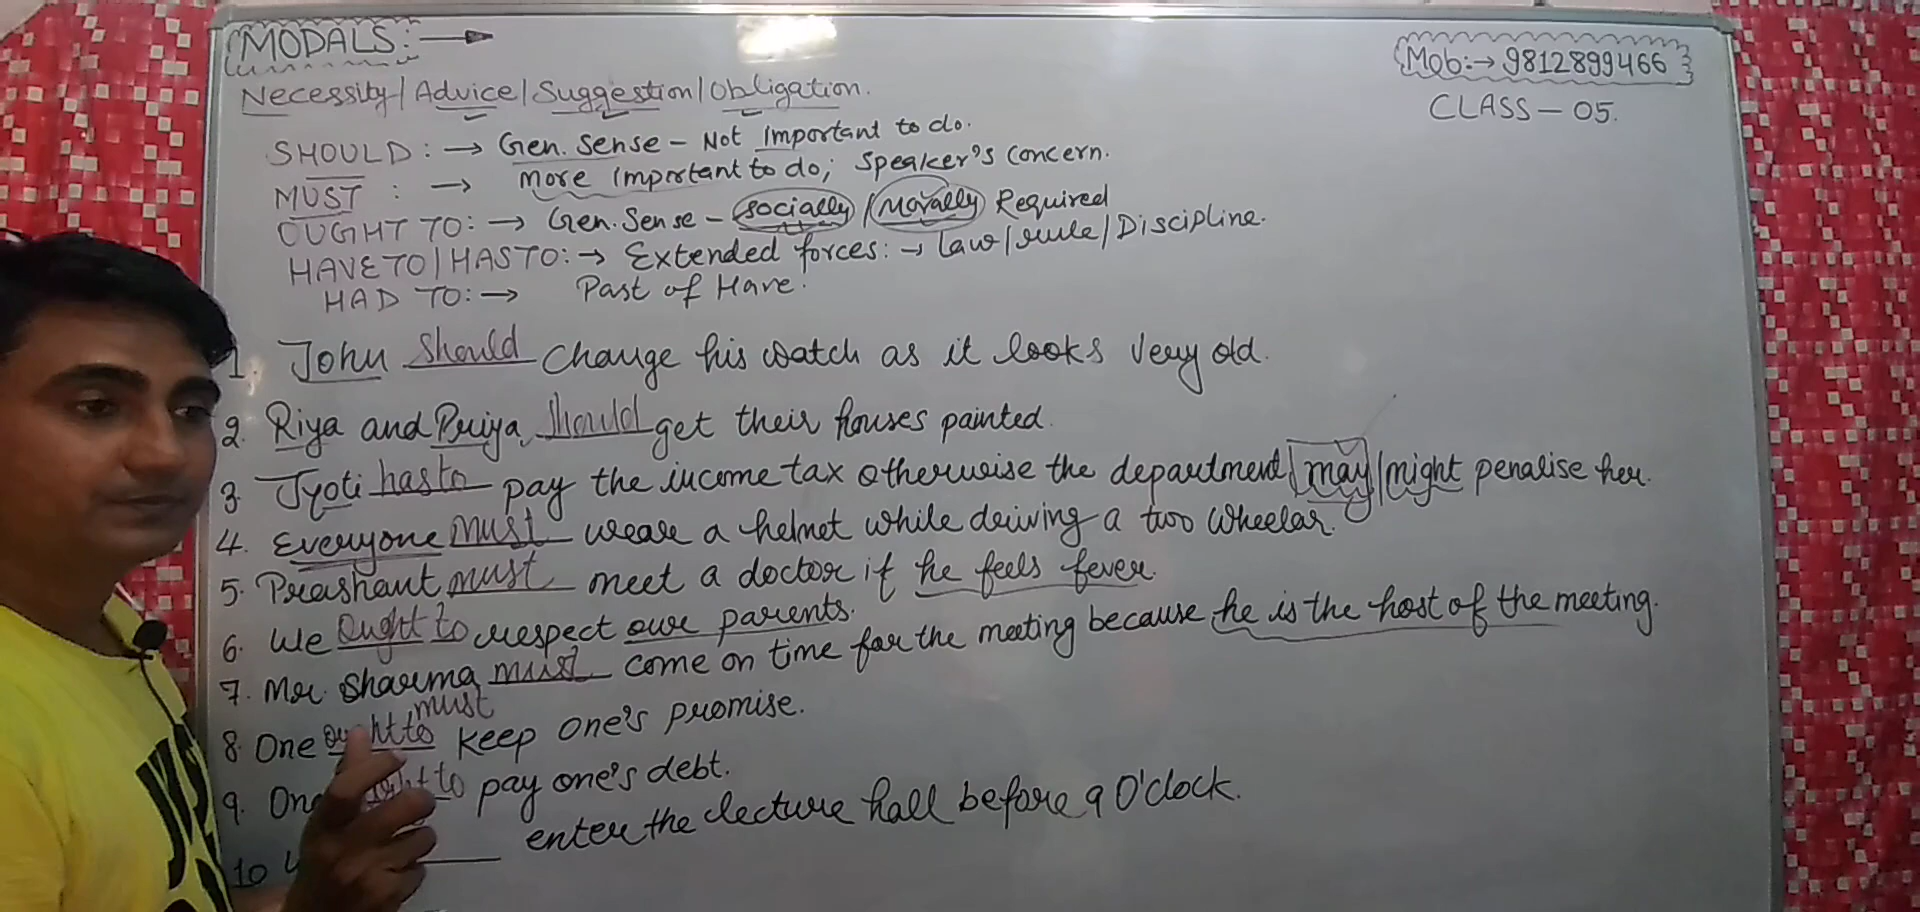 MODALS:→
Mob:→ 9812899466
CLASS — 05.
Necessity / Advice / Suggestion / Obligation.
SHOULD : → Gen. Sense – Not Important to do.
MUST : → More Important to do; Speaker's Concern.
OUGHT TO: → Gen. Sense – Socially / Morally Required
HAVE TO / HAS TO: → Extended forces: → Law / rule / Discipline.
HAD TO: → Past of Have.
1. John should change his watch as it looks very old.
2. Riya and Priya should get their houses painted.
3. Jyoti has to pay the income tax otherwise the department may / might penalise her.
4. Everyone must wear a helmet while driving a two wheelar.
5. Prashant must meet a doctor if he feels fever.
6. We Ought to respect our parents.
7. Mr Sharma must come on time for the meeting because he is the host of the meeting.
must
8. One ought to keep one's promise.
9. One to pay one's debt.
10 ____ enter the lecture hall before 9 O'clock.